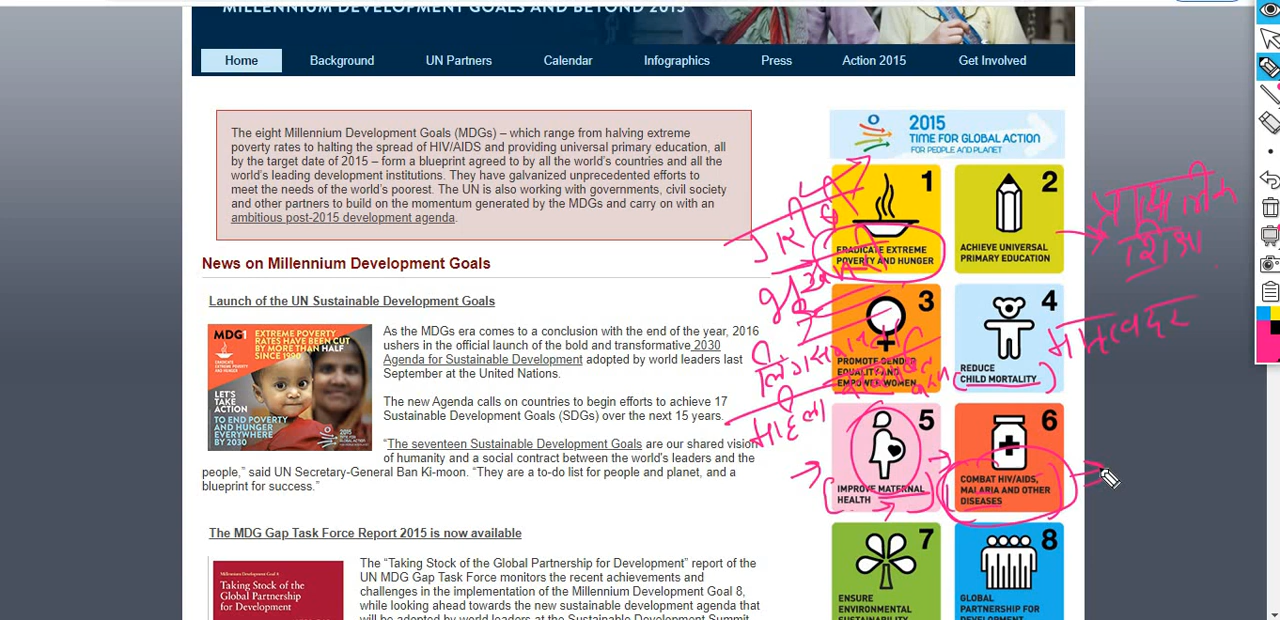 MILLENNIUM DEVELOPMENT GOALS AND BEYOND 2015
Home Background UN Partners Calendar Infographics Press Action 2015 Get Involved
The eight Millennium Development Goals (MDGs) – which range from halving extreme
poverty rates to halting the spread of HIV/AIDS and providing universal primary education, all
by the target date of 2015 – form a blueprint agreed to by all the world's countries and all the
world's leading development institutions. They have galvanized unprecedented efforts to
meet the needs of the world's poorest. The UN is also working with governments, civil society
and other partners to build on the momentum generated by the MDGs and carry on with an
ambitious post-2015 development agenda.
News on Millennium Development Goals
Launch of the UN Sustainable Development Goals
MDG1
EXTREME POVERTY
RATES HAVE BEEN CUT
BY MORE THAN HALF
SINCE 1990
LET'S
TAKE
ACTION
TO END POVERTY
AND HUNGER
EVERYWHERE
BY 2030
As the MDGs era comes to a conclusion with the end of the year, 2016
ushers in the official launch of the bold and transformative 2030
Agenda for Sustainable Development adopted by world leaders last
September at the United Nations.
The new Agenda calls on countries to begin efforts to achieve 17
Sustainable Development Goals (SDGs) over the next 15 years.
“The seventeen Sustainable Development Goals are our shared vision
of humanity and a social contract between the world's leaders and the
people,” said UN Secretary-General Ban Ki-moon. “They are a to-do list for people and planet, and a
blueprint for success.”
The MDG Gap Task Force Report 2015 is now available
Taking Stock of the
Global Partnership
for Development
The “Taking Stock of the Global Partnership for Development” report of the
UN MDG Gap Task Force monitors the recent achievements and
challenges in the implementation of the Millennium Development Goal 8,
while looking ahead towards the new sustainable development agenda that
will be adopted by world leaders at the Sustainable Development Summit
2015
TIME FOR GLOBAL ACTION
FOR PEOPLE AND PLANET
1
ERADICATE EXTREME
POVERTY AND HUNGER
2
ACHIEVE UNIVERSAL
PRIMARY EDUCATION
3
PROMOTE GENDER
EQUALITY AND
EMPOWER WOMEN
4
REDUCE
CHILD MORTALITY
5
IMPROVE MATERNAL
HEALTH
6
COMBAT HIV/AIDS,
MALARIA AND OTHER
DISEASES
7
ENSURE
ENVIRONMENTAL
SUSTAINABILITY
8
GLOBAL
PARTNERSHIP FOR
DEVELOPMENT
गरीबी
भुखमरी
महिला
शिक्षा